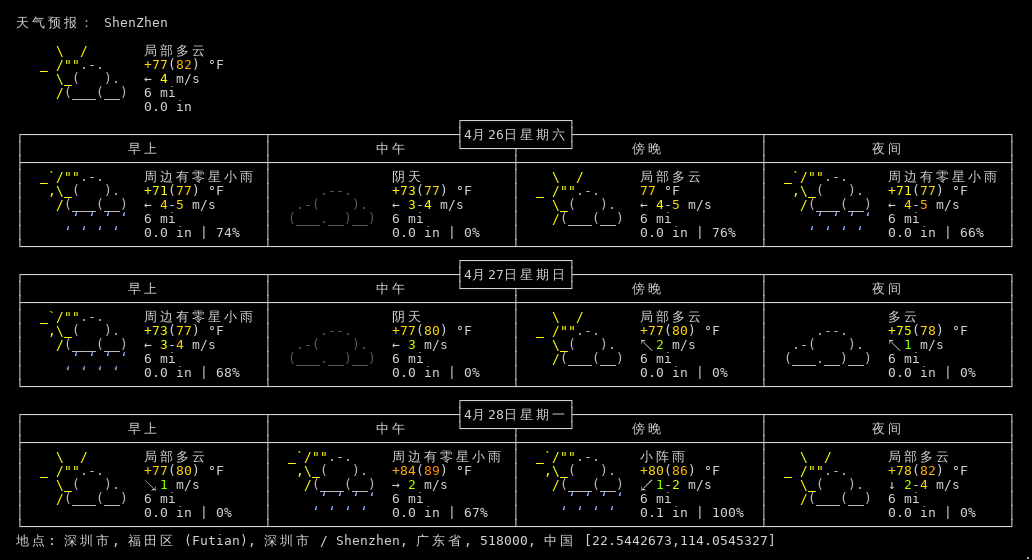 天气预报： ShenZhen
局部多云
+77(82) °F
← 4 m/s
6 mi
0.0 in
4月26日星期六
早上 中午 傍晚 夜间
周边有零星小雨 阴天 局部多云 周边有零星小雨
+71(77) °F +73(77) °F 77 °F +71(77) °F
← 4-5 m/s ← 3-4 m/s ← 4-5 m/s ← 4-5 m/s
6 mi 6 mi 6 mi 6 mi
0.0 in | 74% 0.0 in | 0% 0.0 in | 76% 0.0 in | 66%
4月27日星期日
早上 中午 傍晚 夜间
周边有零星小雨 阴天 局部多云 多云
+73(77) °F +77(80) °F +77(80) °F +75(78) °F
← 3-4 m/s ← 3 m/s ↖ 2 m/s ↖ 1 m/s
6 mi 6 mi 6 mi 6 mi
0.0 in | 68% 0.0 in | 0% 0.0 in | 0% 0.0 in | 0%
4月28日星期一
早上 中午 傍晚 夜间
局部多云 周边有零星小雨 小阵雨 局部多云
+77(80) °F +84(89) °F +80(86) °F +78(82) °F
↘ 1 m/s → 2 m/s ↙ 1-2 m/s ↓ 2-4 m/s
6 mi 6 mi 6 mi 6 mi
0.0 in | 0% 0.0 in | 67% 0.1 in | 100% 0.0 in | 0%
地点: 深圳市, 福田区 (Futian), 深圳市 / Shenzhen, 广东省, 518000, 中国 [22.5442673,114.0545327]